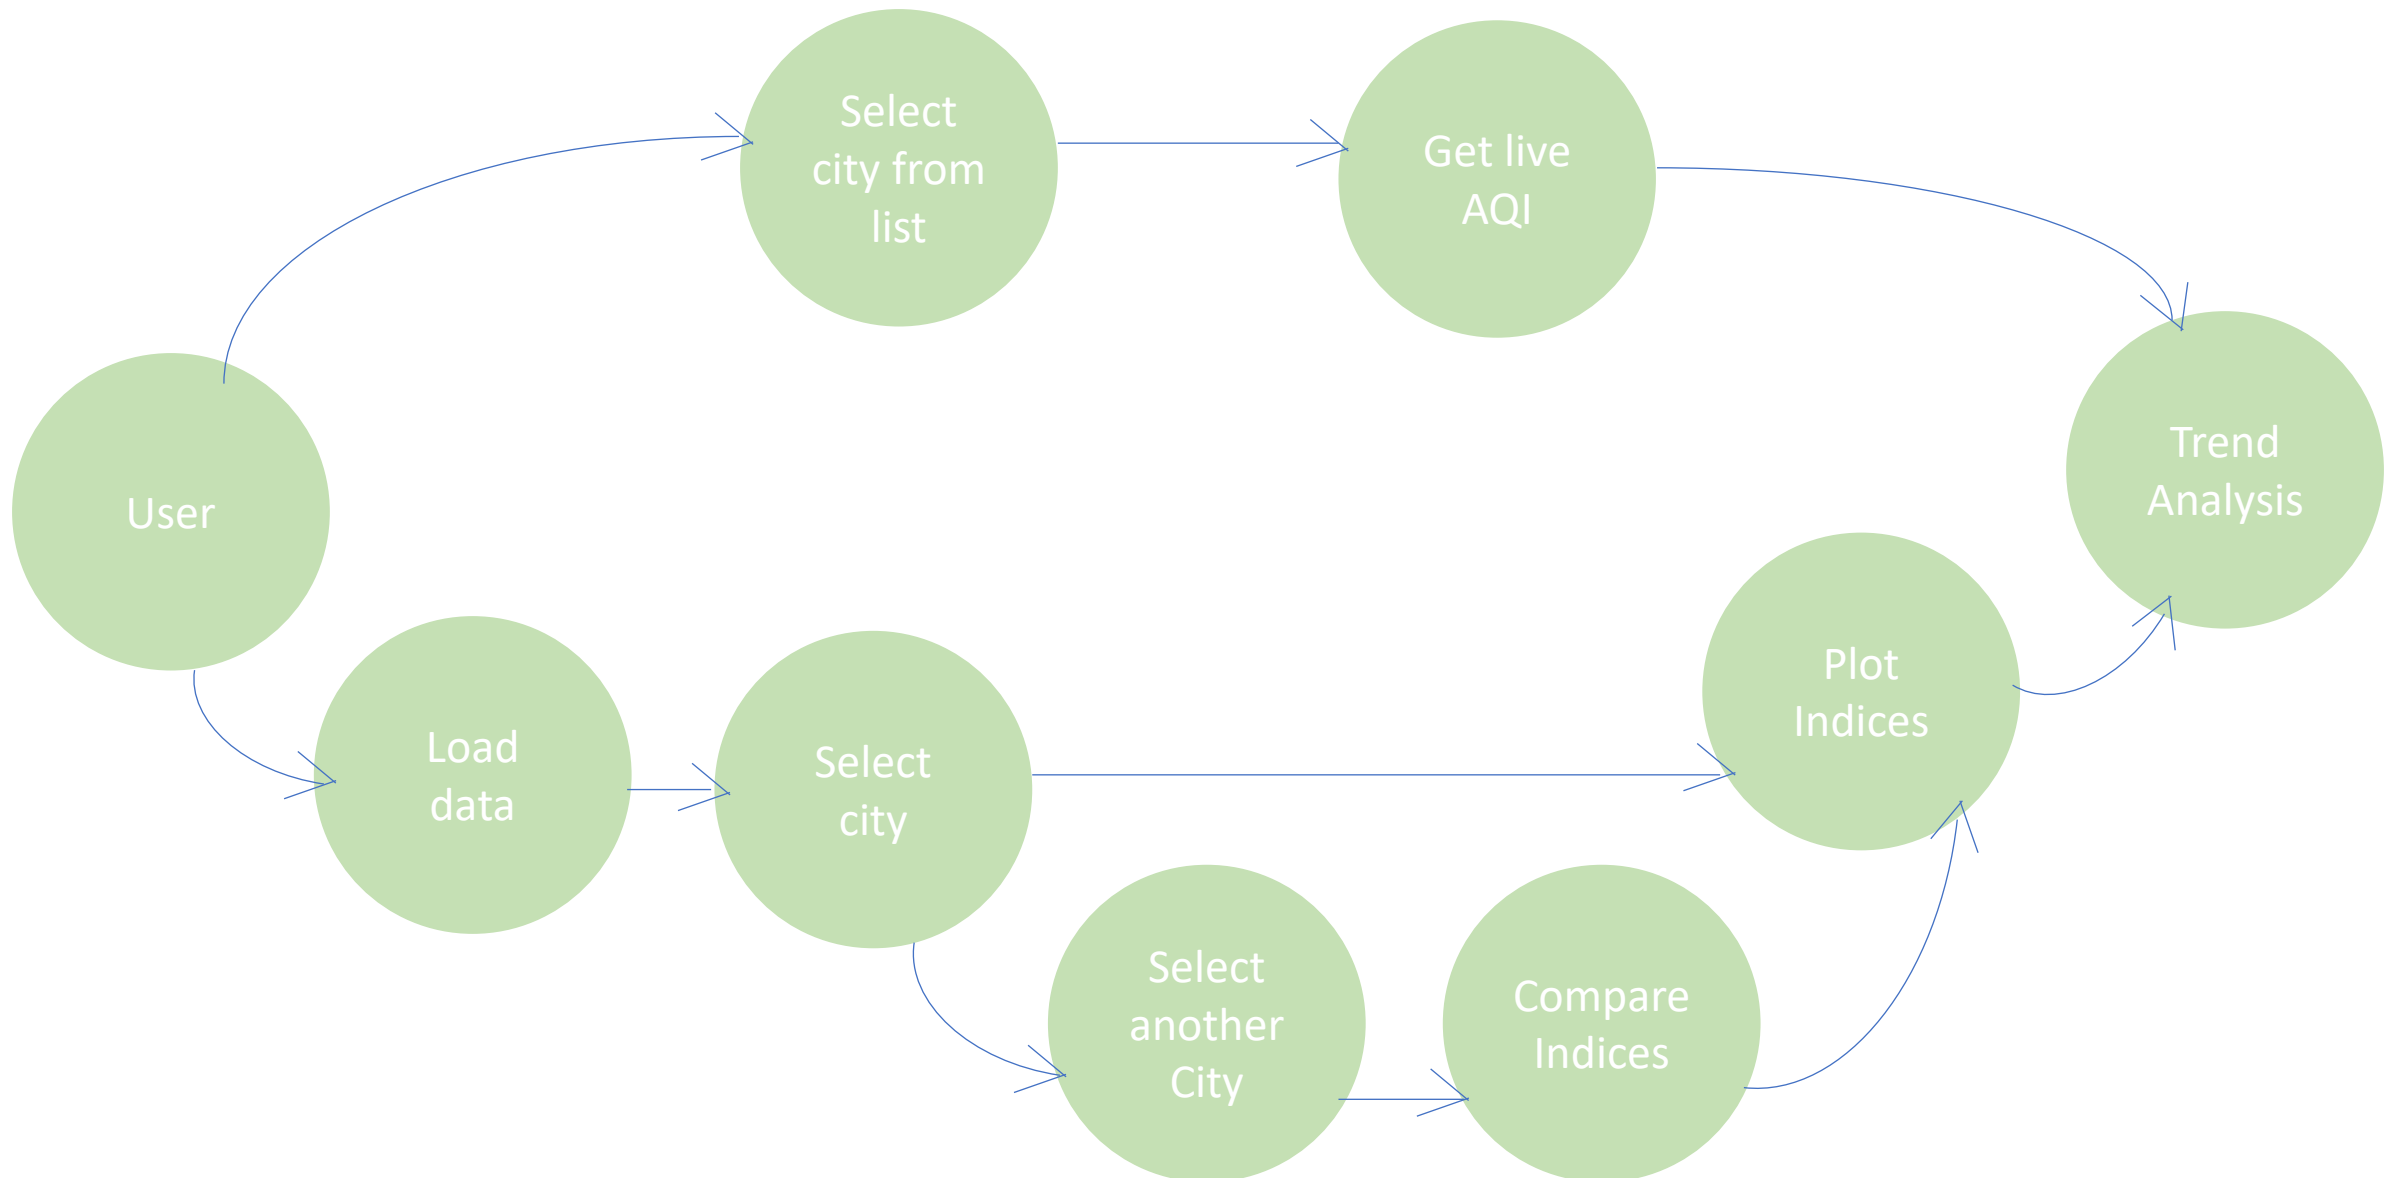 Select
city from
list
Get live
AQI
User
Trend
Analysis
Load
data
Select
city
Plot
Indices
Select
another
City
Compare
Indices